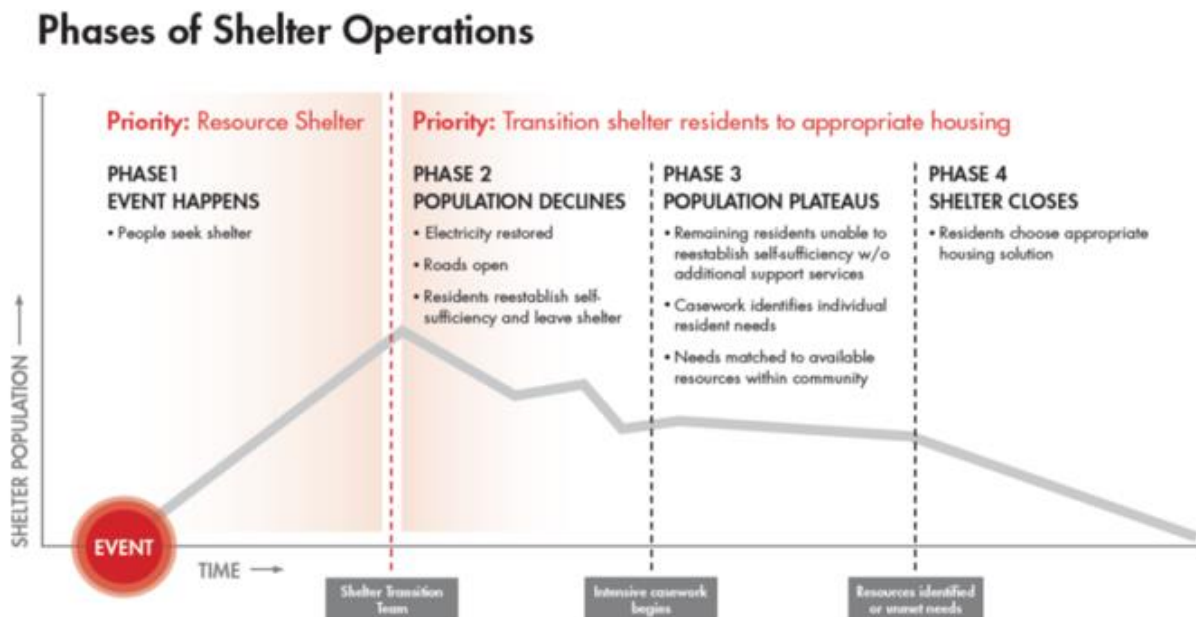 Phases of Shelter Operations
Priority: Resource Shelter
Priority: Transition shelter residents to appropriate housing
PHASE1
EVENT HAPPENS
• People seek shelter
PHASE 2
POPULATION DECLINES
• Electricity restored
• Roads open
• Residents reestablish self-
sufficiency and leave shelter
PHASE 3
POPULATION PLATEAUS
• Remaining residents unable to
reestablish self-sufficiency w/o
additional support services
• Casework identifies individual
resident needs
• Needs matched to available
resources within community
PHASE 4
SHELTER CLOSES
• Residents choose appropriate
housing solution
SHELTER POPULATION
EVENT
TIME
Shelter Transition
Team
Intensive casework
begies
Resources identified
or unmet needs